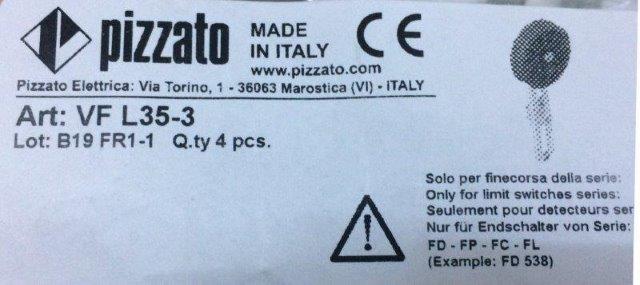 pizzato MADE IN ITALY CE
www.pizzato.com
Pizzato Elettrica: Via Torino, 1 - 36063 Marostica (VI) - ITALY
Art: VF L35-3
Lot: B19 FR1-1 Q.ty 4 pcs.
Solo per finecorsa della serie:
Only for limit switches series:
Seulement pour detecteurs ser
Nur für Endschalter von Serie:
FD - FP - FC - FL
(Example: FD 538)